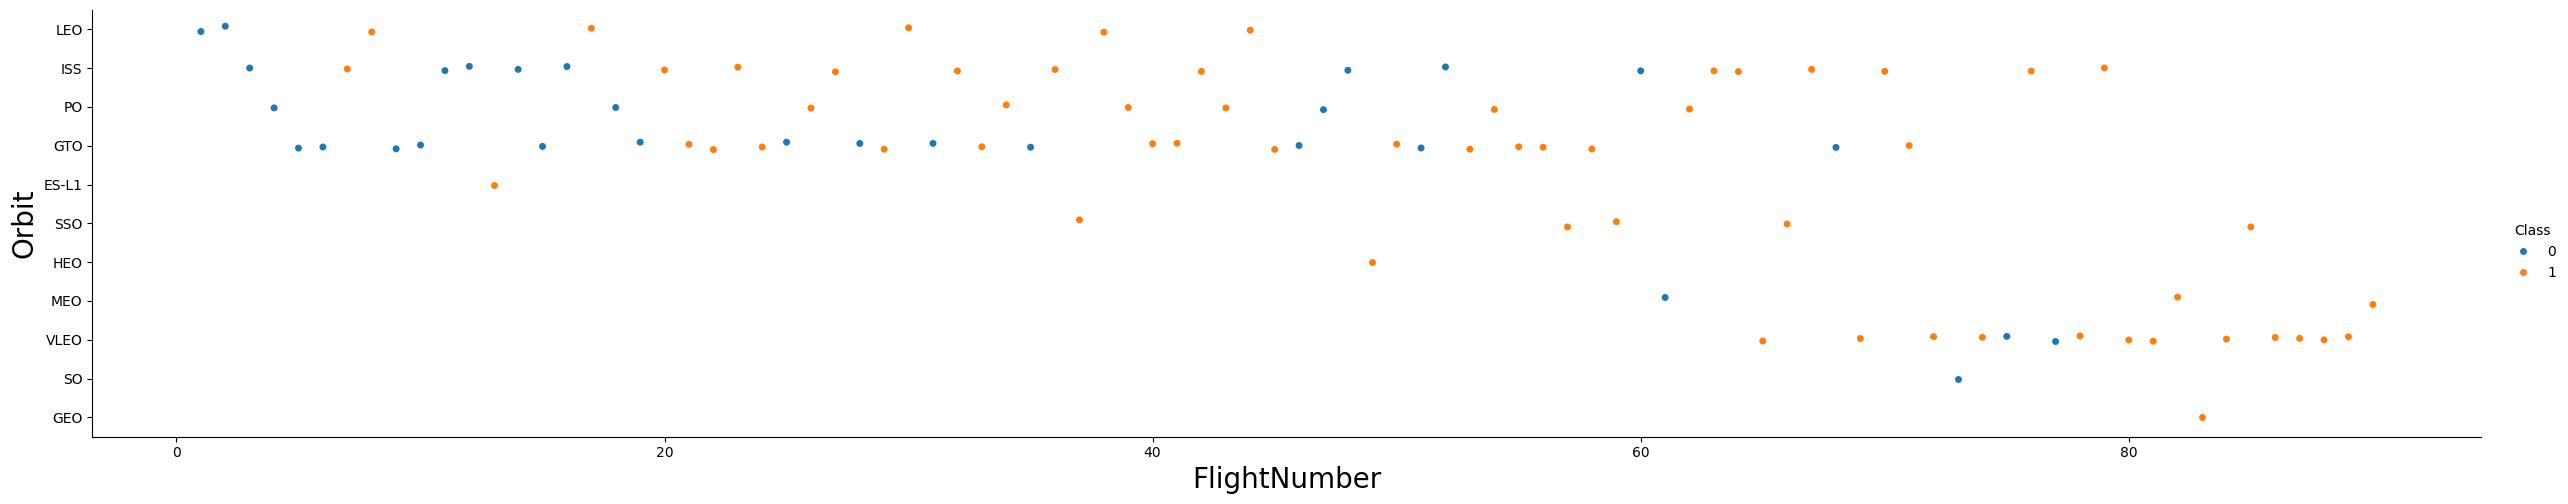 LEO
ISS
PO
GTO
ES-L1
SSO
HEO
MEO
VLEO
SO
GEO
Orbit
0 20 40 60 80
FlightNumber
Class
0
1